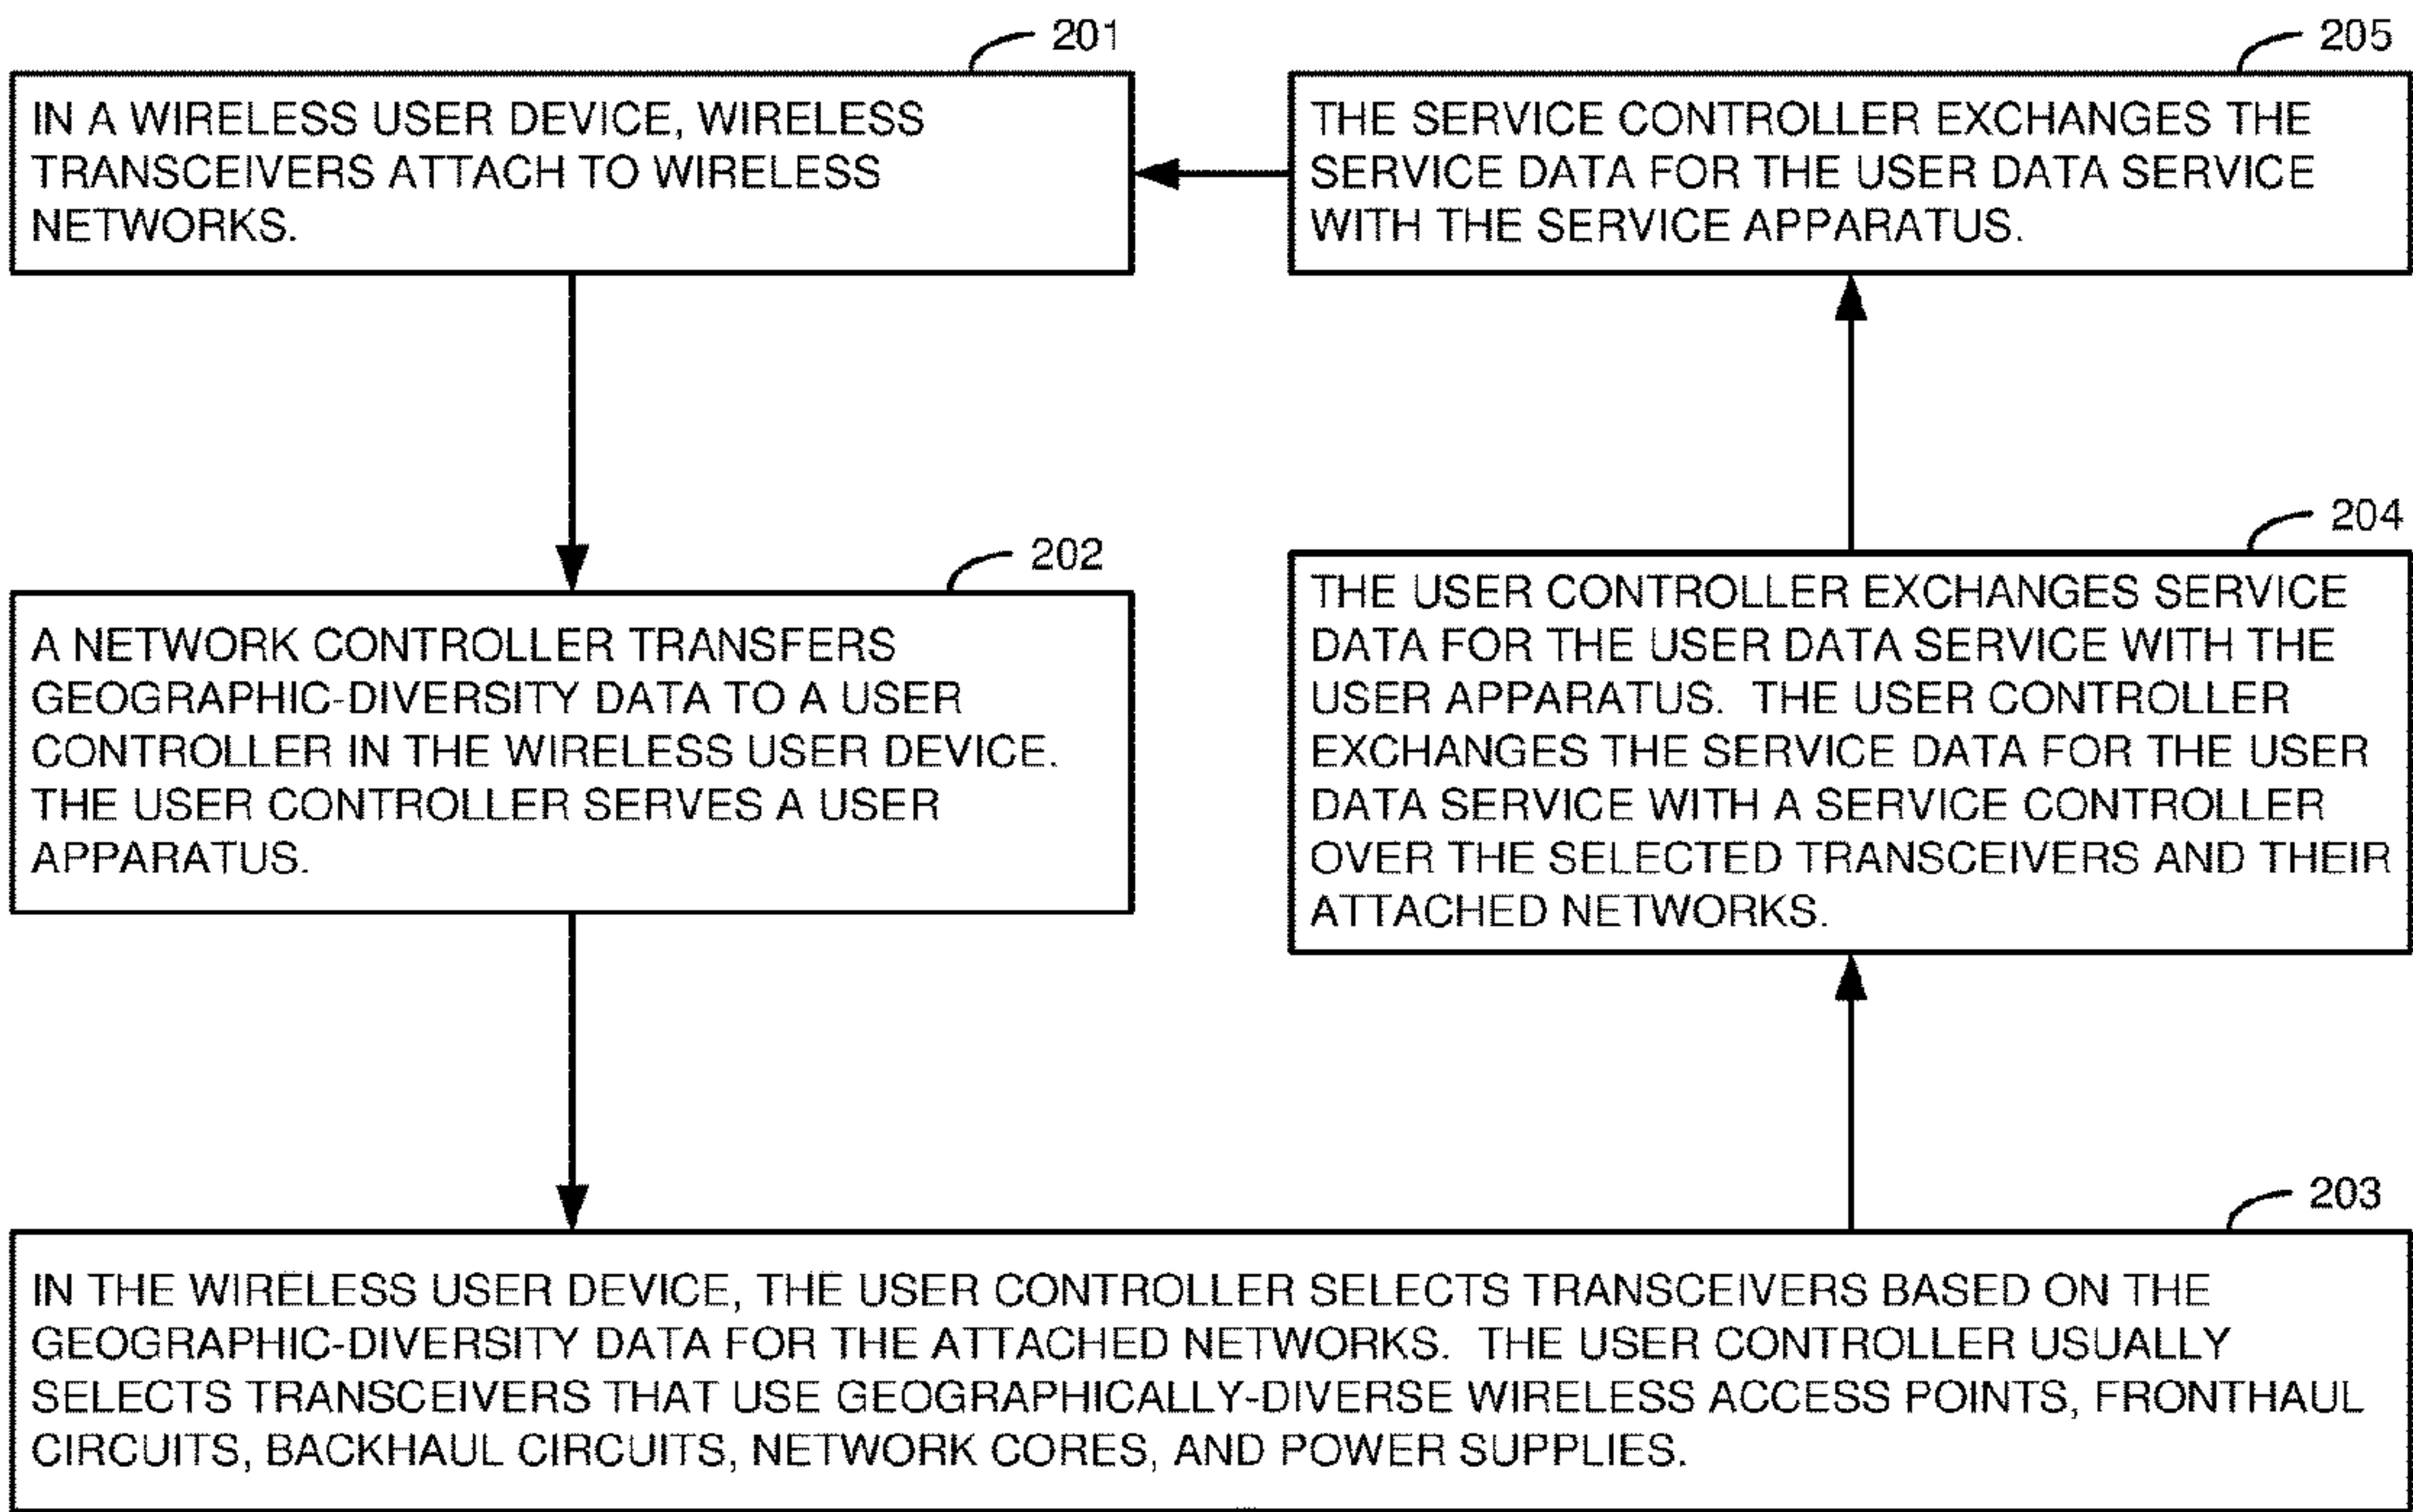 201
IN A WIRELESS USER DEVICE, WIRELESS
TRANSCEIVERS ATTACH TO WIRELESS
NETWORKS.
202
A NETWORK CONTROLLER TRANSFERS
GEOGRAPHIC-DIVERSITY DATA TO A USER
CONTROLLER IN THE WIRELESS USER DEVICE.
THE USER CONTROLLER SERVES A USER
APPARATUS.
203
IN THE WIRELESS USER DEVICE, THE USER CONTROLLER SELECTS TRANSCEIVERS BASED ON THE
GEOGRAPHIC-DIVERSITY DATA FOR THE ATTACHED NETWORKS.  THE USER CONTROLLER USUALLY
SELECTS TRANSCEIVERS THAT USE GEOGRAPHICALLY-DIVERSE WIRELESS ACCESS POINTS, FRONTHAUL
CIRCUITS, BACKHAUL CIRCUITS, NETWORK CORES, AND POWER SUPPLIES.
204
THE USER CONTROLLER EXCHANGES SERVICE
DATA FOR THE USER DATA SERVICE WITH THE
USER APPARATUS.  THE USER CONTROLLER
EXCHANGES THE SERVICE DATA FOR THE USER
DATA SERVICE WITH A SERVICE CONTROLLER
OVER THE SELECTED TRANSCEIVERS AND THEIR
ATTACHED NETWORKS.
205
THE SERVICE CONTROLLER EXCHANGES THE
SERVICE DATA FOR THE USER DATA SERVICE
WITH THE SERVICE APPARATUS.